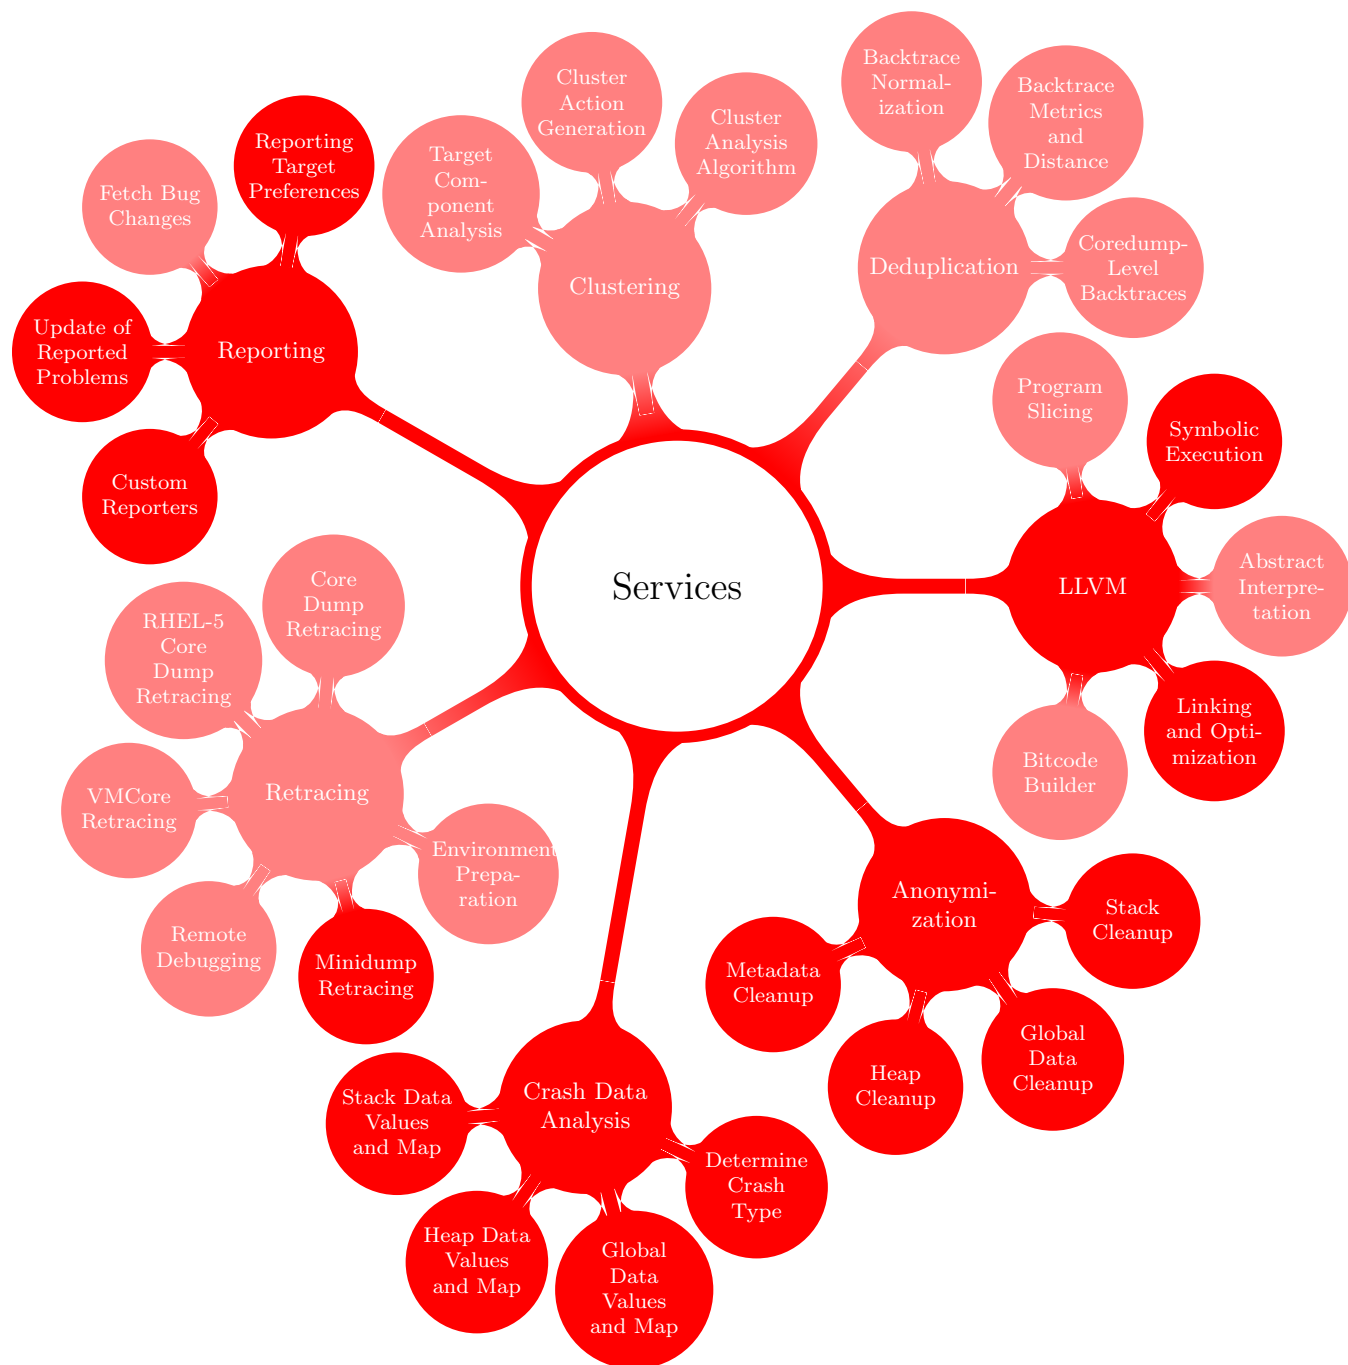 Services
Clustering
Target
Com-
ponent
Analysis
Cluster
Action
Generation
Cluster
Analysis
Algorithm
Deduplication
Backtrace
Normal-
ization
Backtrace
Metrics
and
Distance
Coredump-
Level
Backtraces
LLVM
Program
Slicing
Symbolic
Execution
Abstract
Interpre-
tation
Linking
and Opti-
mization
Bitcode
Builder
Anonymi-
zation
Stack
Cleanup
Global
Data
Cleanup
Heap
Cleanup
Metadata
Cleanup
Crash Data
Analysis
Determine
Crash
Type
Global
Data
Values
and Map
Heap Data
Values
and Map
Stack Data
Values
and Map
Retracing
Environment
Prepa-
ration
Minidump
Retracing
Remote
Debugging
VMCore
Retracing
RHEL-5
Core
Dump
Retracing
Core
Dump
Retracing
Reporting
Custom
Reporters
Update of
Reported
Problems
Fetch Bug
Changes
Reporting
Target
Preferences